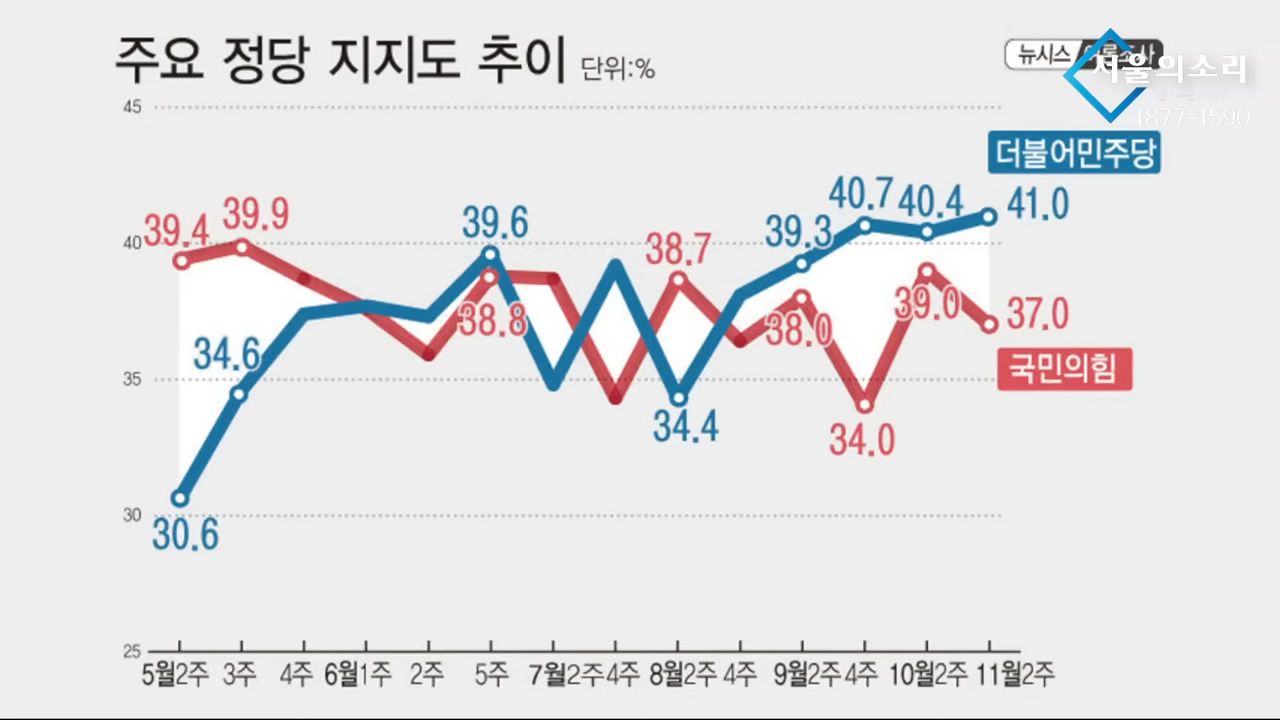 주요 정당 지지도 추이 단위:%
뉴시스
서울의소리
1877-1590
45
더불어민주당
40.7 40.4 41.0
39.4 39.9 39.6 38.7 39.3
40
38.8 38.0 39.0 37.0
34.6
35
국민의힘
34.4 34.0
30
30.6
25
5월2주 3주 4주 6월1주 2주 5주 7월2주 4주 8월2주 4주 9월2주 4주 10월2주 11월2주